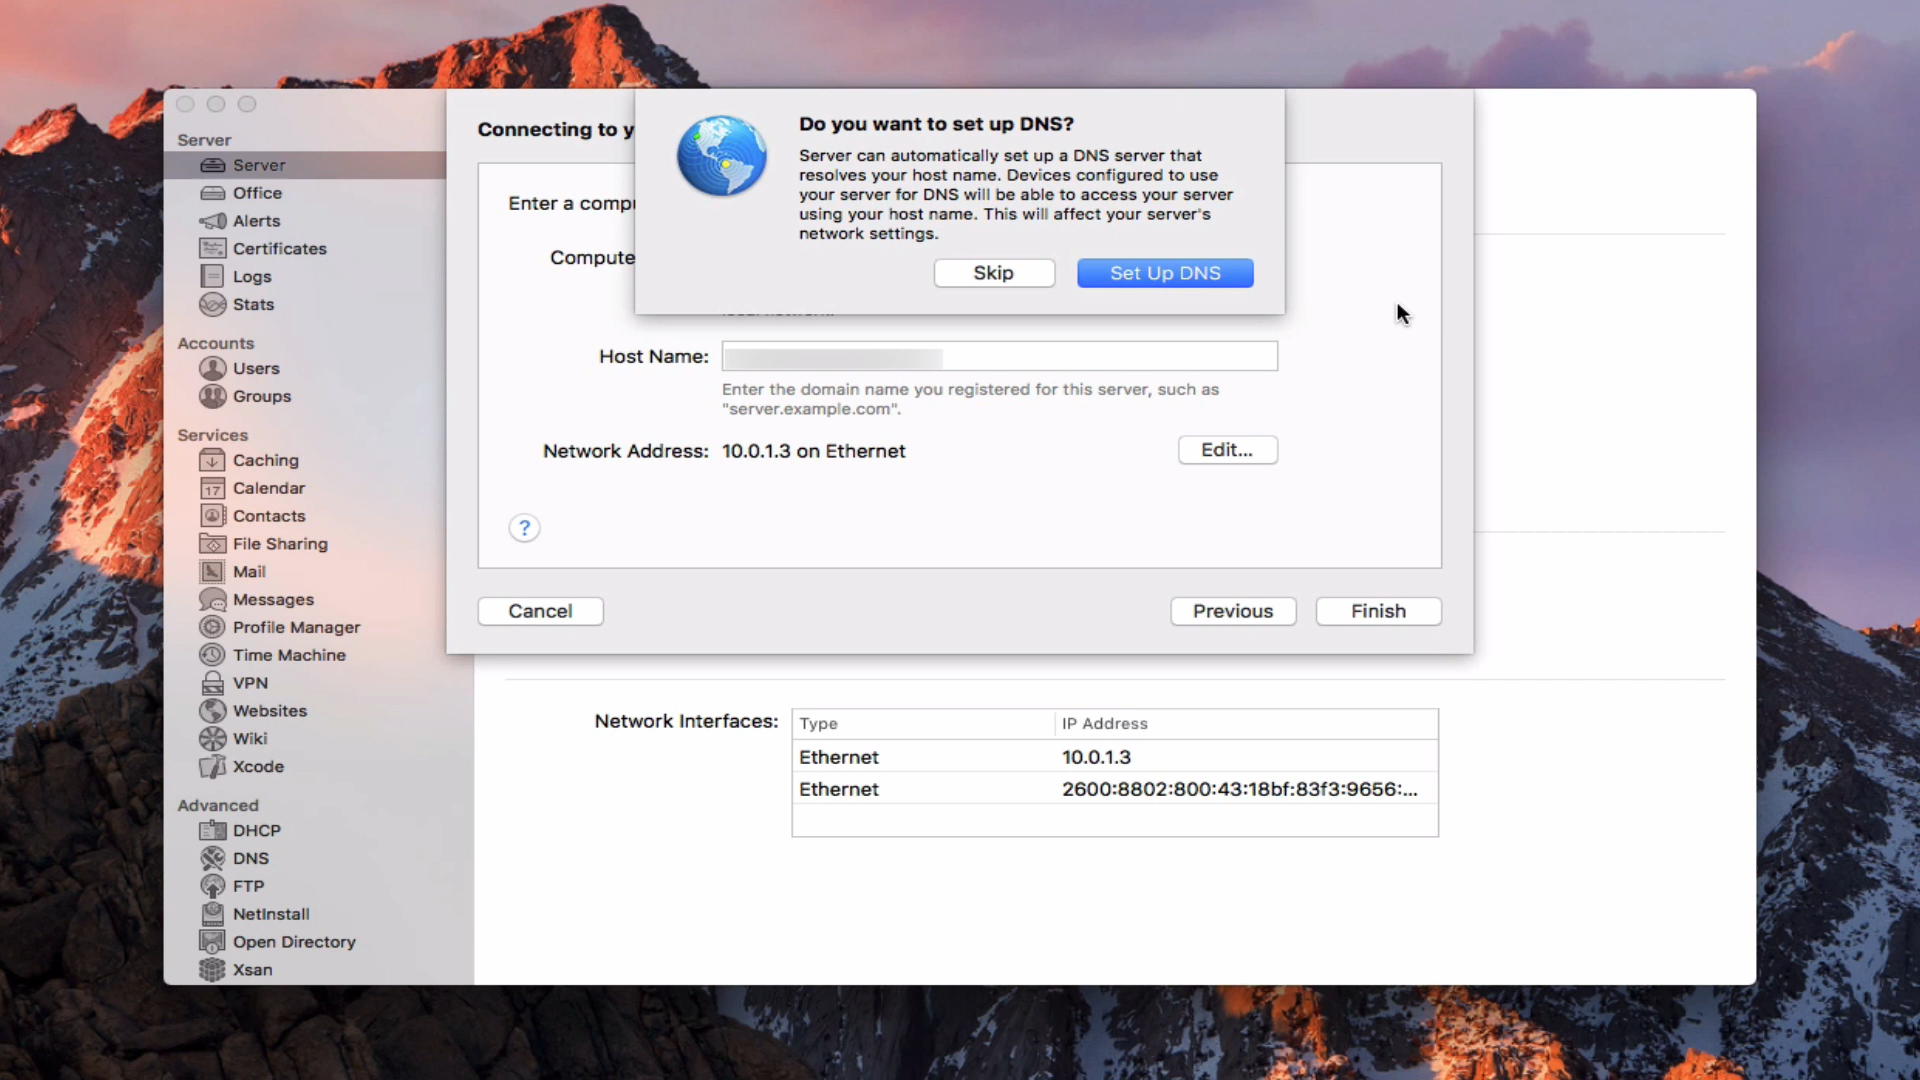 Server
Server
Office
Alerts
Certificates
Logs
Stats
Accounts
Users
Groups
Services
Caching
17
Calendar
Contacts
File Sharing
Mail
Messages
Profile Manager
Time Machine
VPN
Websites
Wiki
Xcode
Advanced
DHCP
DNS
FTP
NetInstall
Open Directory
Xsan
Connecting to y
Do you want to set up DNS?
Server can automatically set up a DNS server that
resolves your host name. Devices configured to use
your server for DNS will be able to access your server
using your host name. This will affect your server's
network settings.
Skip
Set Up DNS
Enter a compu
Compute
Host Name:
Enter the domain name you registered for this server, such as
"server.example.com".
Network Address: 10.0.1.3 on Ethernet
Edit...
?
Cancel
Previous
Finish
Network Interfaces:
Type IP Address
Ethernet 10.0.1.3
Ethernet 2600:8802:800:43:18bf:83f3:9656:...